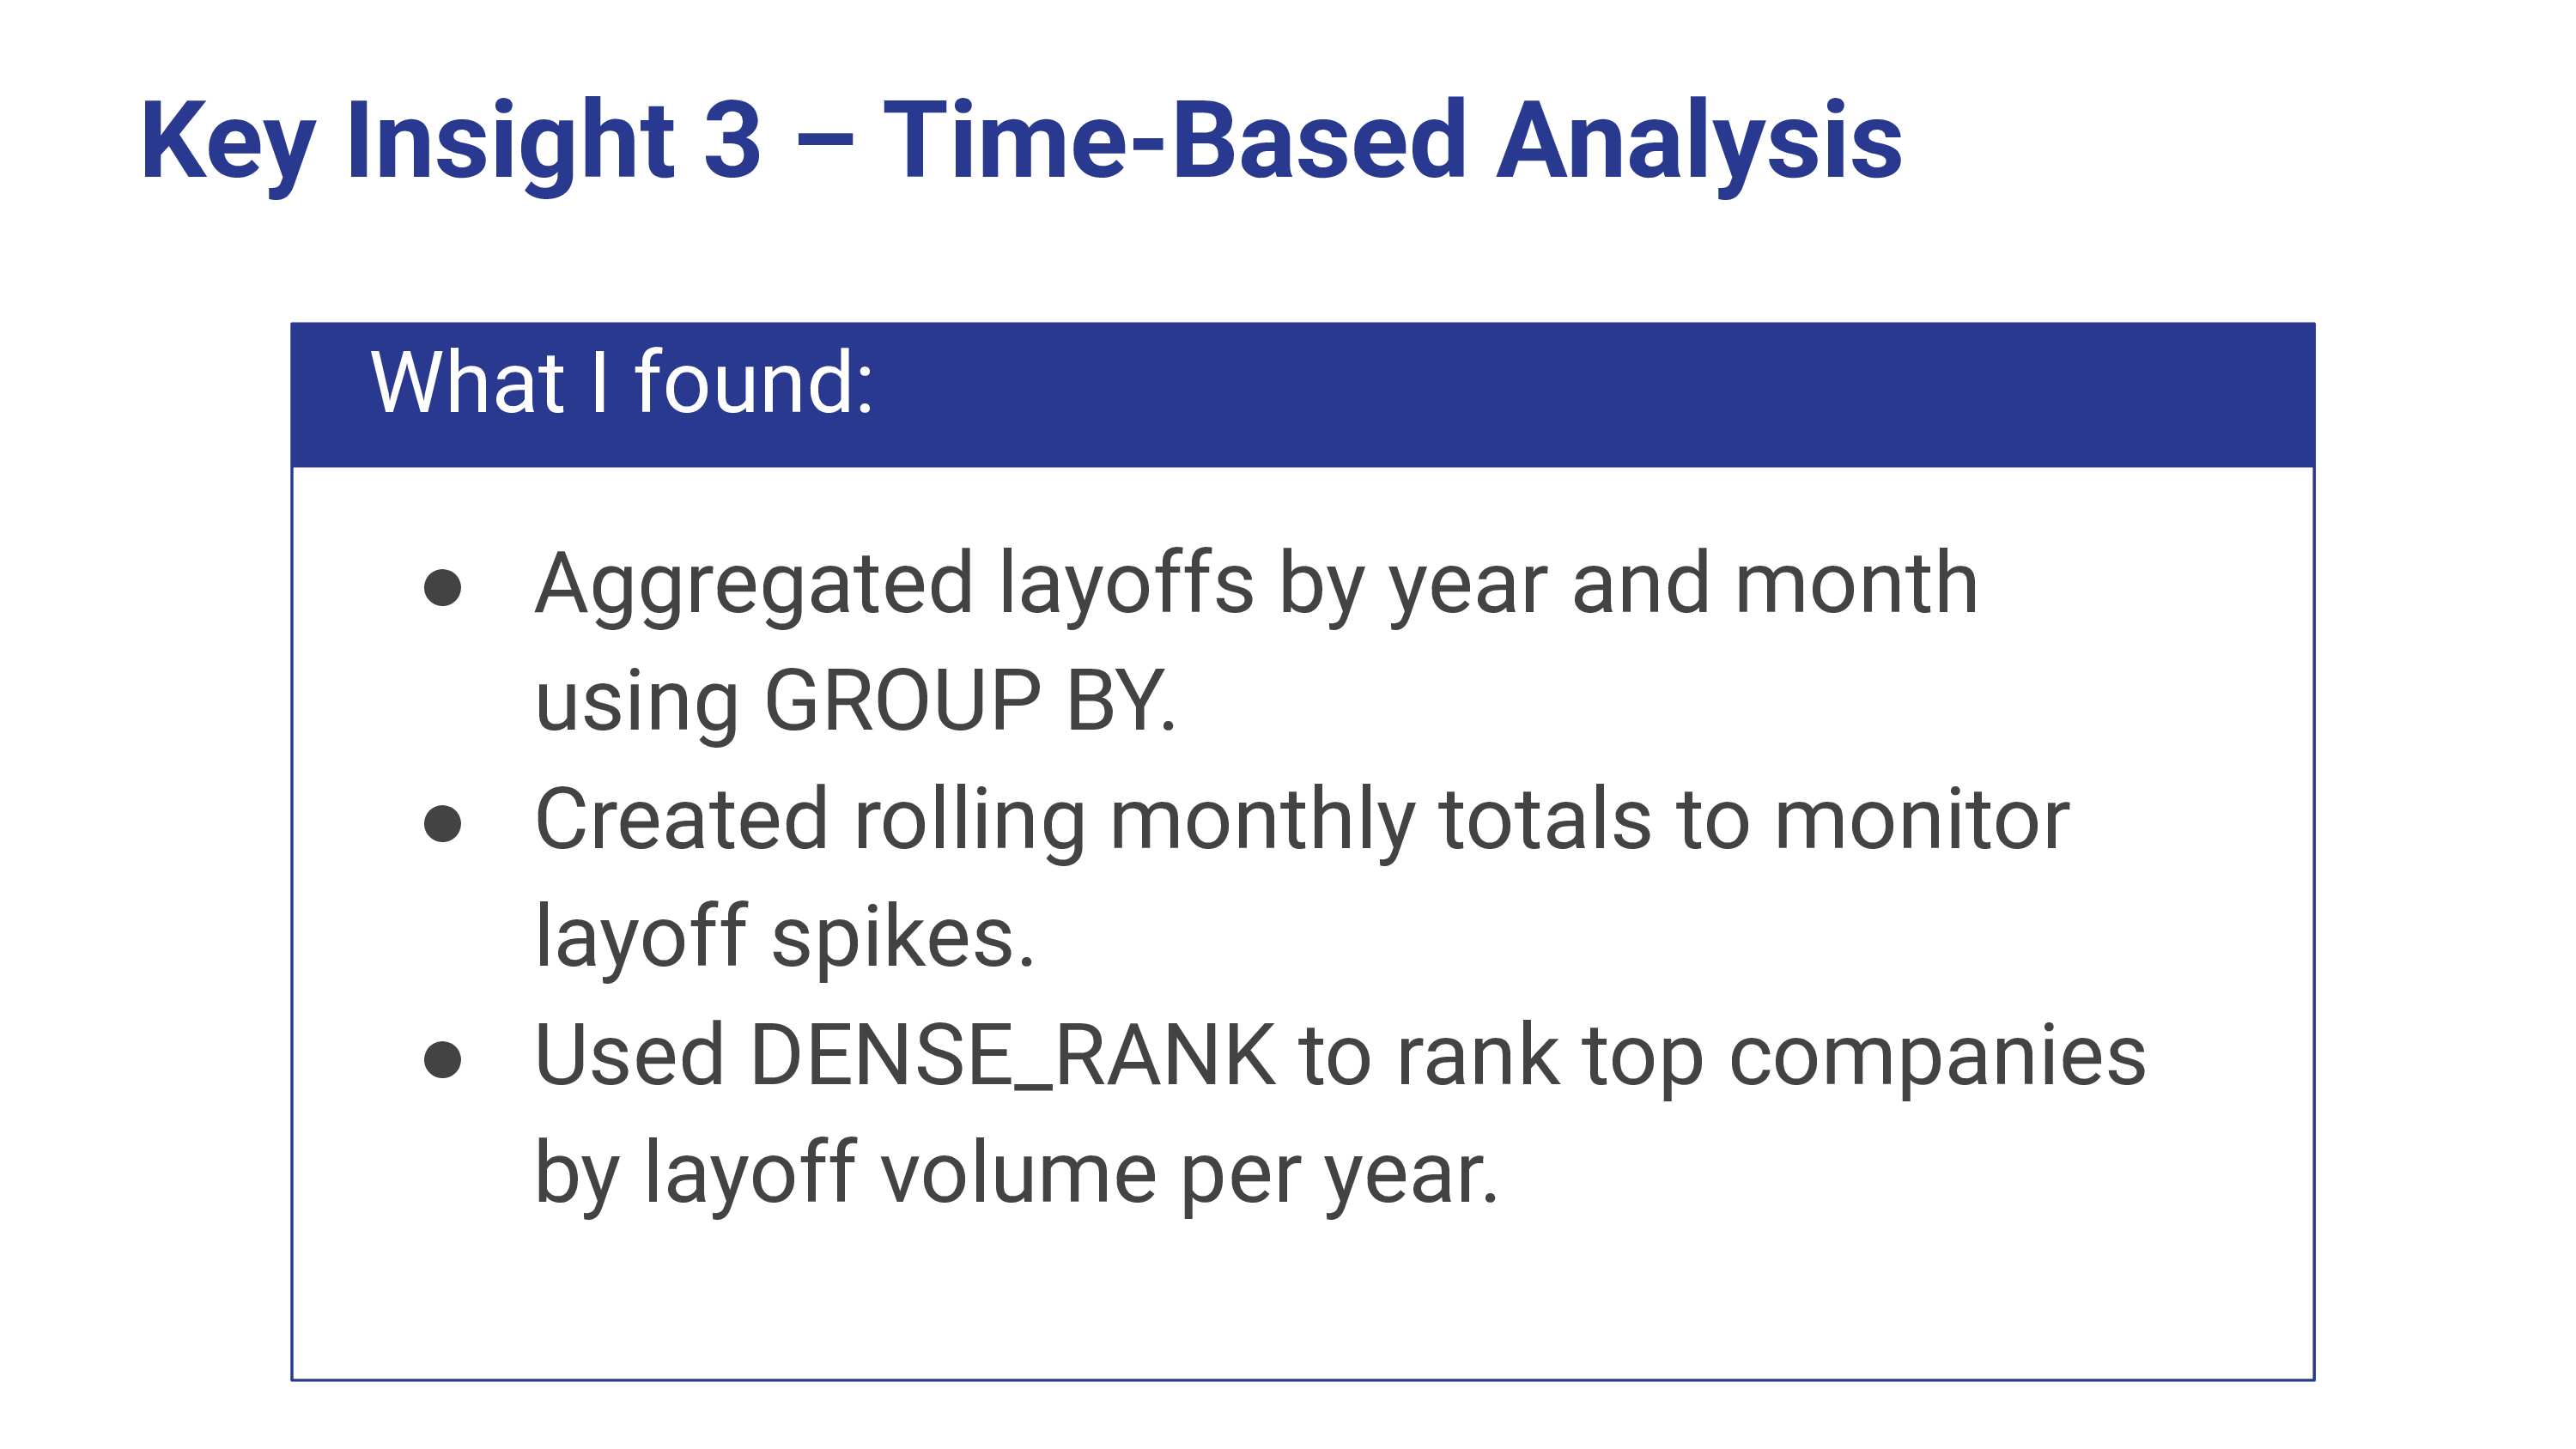 Key Insight 3 – Time-Based Analysis
What I found:
● Aggregated layoffs by year and month
using GROUP BY.
● Created rolling monthly totals to monitor
layoff spikes.
● Used DENSE_RANK to rank top companies
by layoff volume per year.